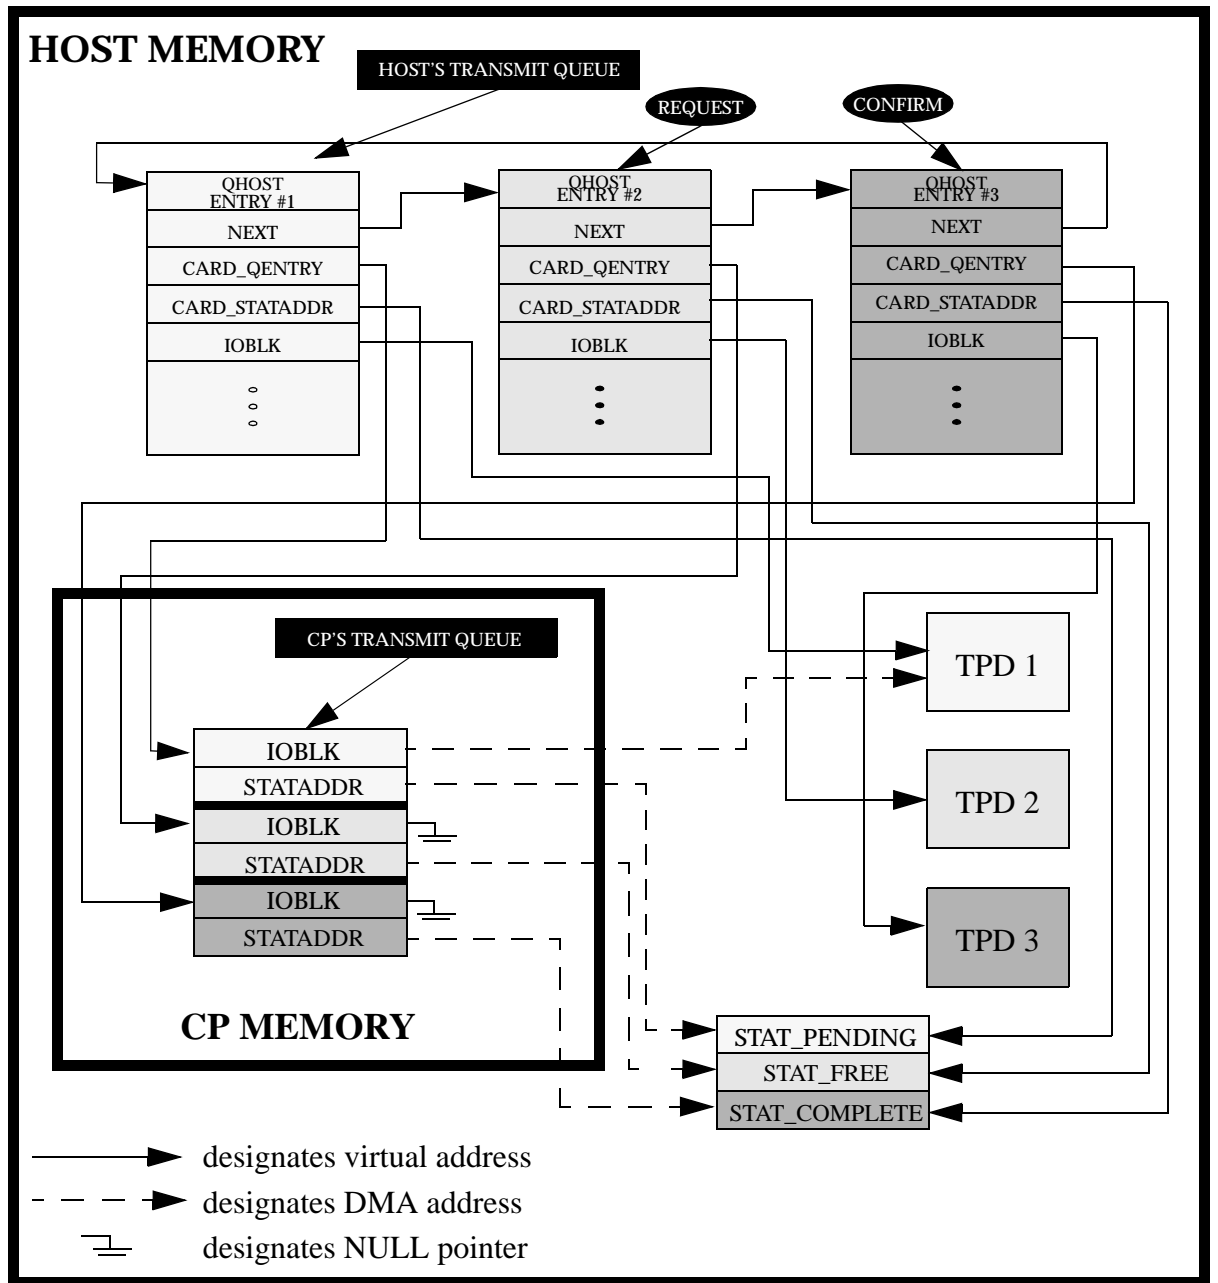 HOST MEMORY
HOST'S TRANSMIT QUEUE
REQUEST
CONFIRM
QHOST
ENTRY #1
NEXT
CARD_QENTRY
CARD_STATADDR
IOBLK
QHOST
ENTRY #2
NEXT
CARD_QENTRY
CARD_STATADDR
IOBLK
QHOST
ENTRY #3
NEXT
CARD_QENTRY
CARD_STATADDR
IOBLK
CP'S TRANSMIT QUEUE
IOBLK
STATADDR
IOBLK
STATADDR
IOBLK
STATADDR
CP MEMORY
TPD 1
TPD 2
TPD 3
STAT_PENDING
STAT_FREE
STAT_COMPLETE
designates virtual address
designates DMA address
designates NULL pointer